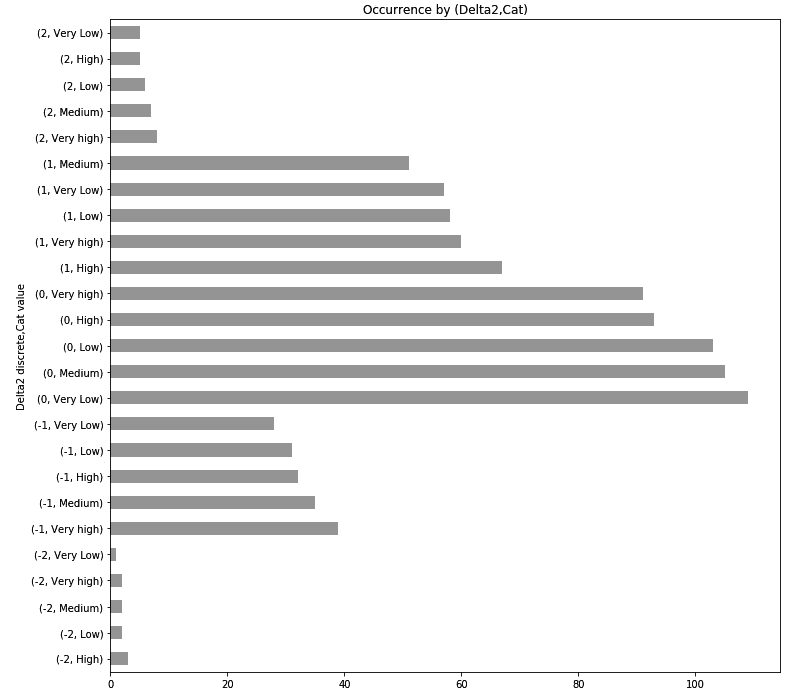 Occurrence by (Delta2,Cat)
(2, Very Low)
(2, High)
(2, Low)
(2, Medium)
(2, Very high)
(1, Medium)
(1, Very Low)
(1, Low)
(1, Very high)
(1, High)
(0, Very high)
(0, High)
(0, Low)
(0, Medium)
(0, Very Low)
(-1, Very Low)
(-1, Low)
(-1, High)
(-1, Medium)
(-1, Very high)
(-2, Very Low)
(-2, Very high)
(-2, Medium)
(-2, Low)
(-2, High)
Delta2 discrete,Cat value
0 20 40 60 80 100